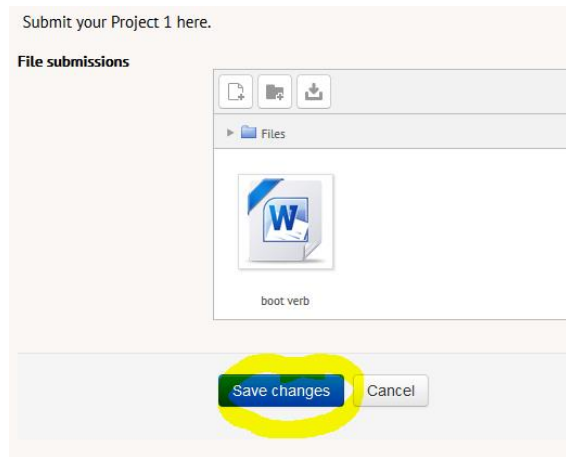 Submit your Project 1 here.
File submissions
Files
W
boot verb
Save changes
Cancel